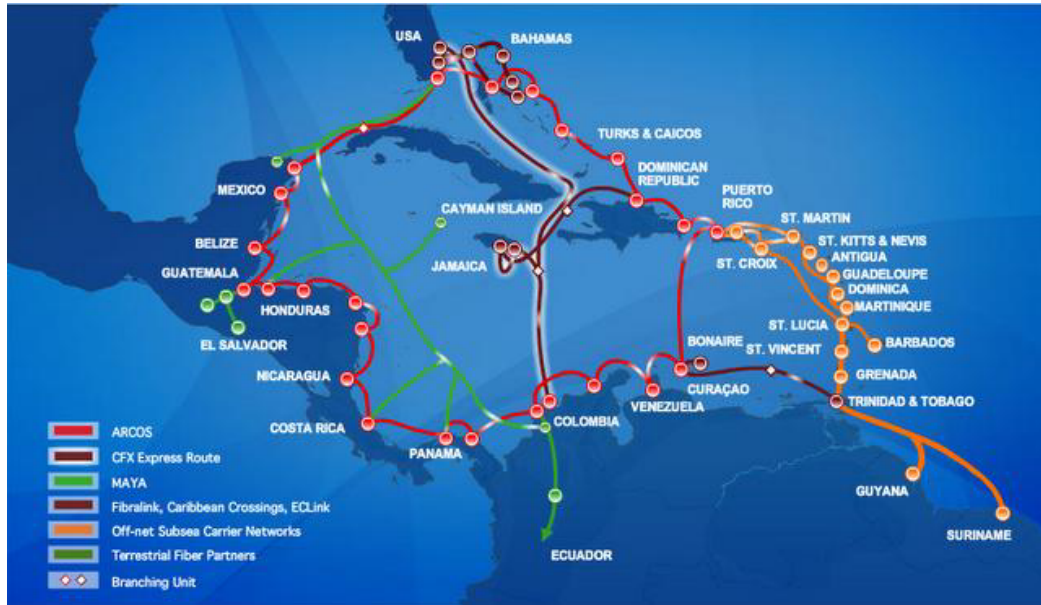 USA
BAHAMAS
TURKS & CAICOS
DOMINICAN
REPUBLIC
PUERTO
RICO
MEXICO
CAYMAN ISLAND
ST. MARTIN
BELIZE
ST. KITTS & NEVIS
JAMAICA
ST. CROIX
ANTIGUA
GUATEMALA
GUADELOUPE
HONDURAS
DOMINICA
MARTINIQUE
ST. LUCIA
EL SALVADOR
BONAIRE
ST. VINCENT
BARBADOS
NICARAGUA
CURAÇAO
GRENADA
VENEZUELA
TRINIDAD & TOBAGO
COSTA RICA
COLOMBIA
PANAMA
GUYANA
SURINAME
ECUADOR
ARCOS
CFX Express Route
MAYA
Fibralink, Caribbean Crossings, ECLink
Off-net Subsea Carrier Networks
Terrestrial Fiber Partners
Branching Unit